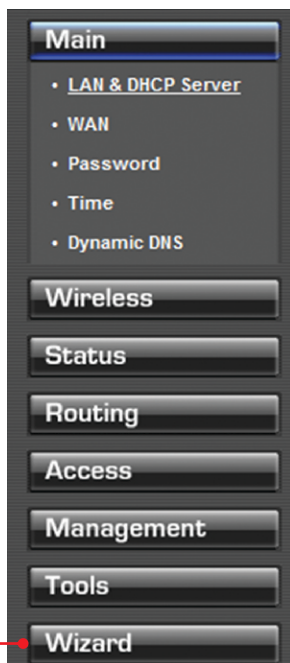 Main
• LAN & DHCP Server
• WAN
• Password
• Time
• Dynamic DNS
Wireless
Status
Routing
Access
Management
Tools
Wizard